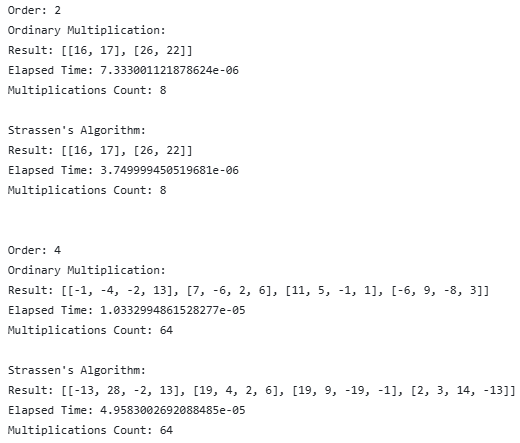 Order: 2
Ordinary Multiplication:
Result: [[16, 17], [26, 22]]
Elapsed Time: 7.333001121878624e-06
Multiplications Count: 8
Strassen's Algorithm:
Result: [[16, 17], [26, 22]]
Elapsed Time: 3.749999450519681e-06
Multiplications Count: 8
Order: 4
Ordinary Multiplication:
Result: [[-1, -4, -2, 13], [7, -6, 2, 6], [11, 5, -1, 1], [-6, 9, -8, 3]]
Elapsed Time: 1.0332994861528277e-05
Multiplications Count: 64
Strassen's Algorithm:
Result: [[-13, 28, -2, 13], [19, 4, 2, 6], [19, 9, -19, -1], [2, 3, 14, -13]]
Elapsed Time: 4.9583002692088485e-05
Multiplications Count: 64